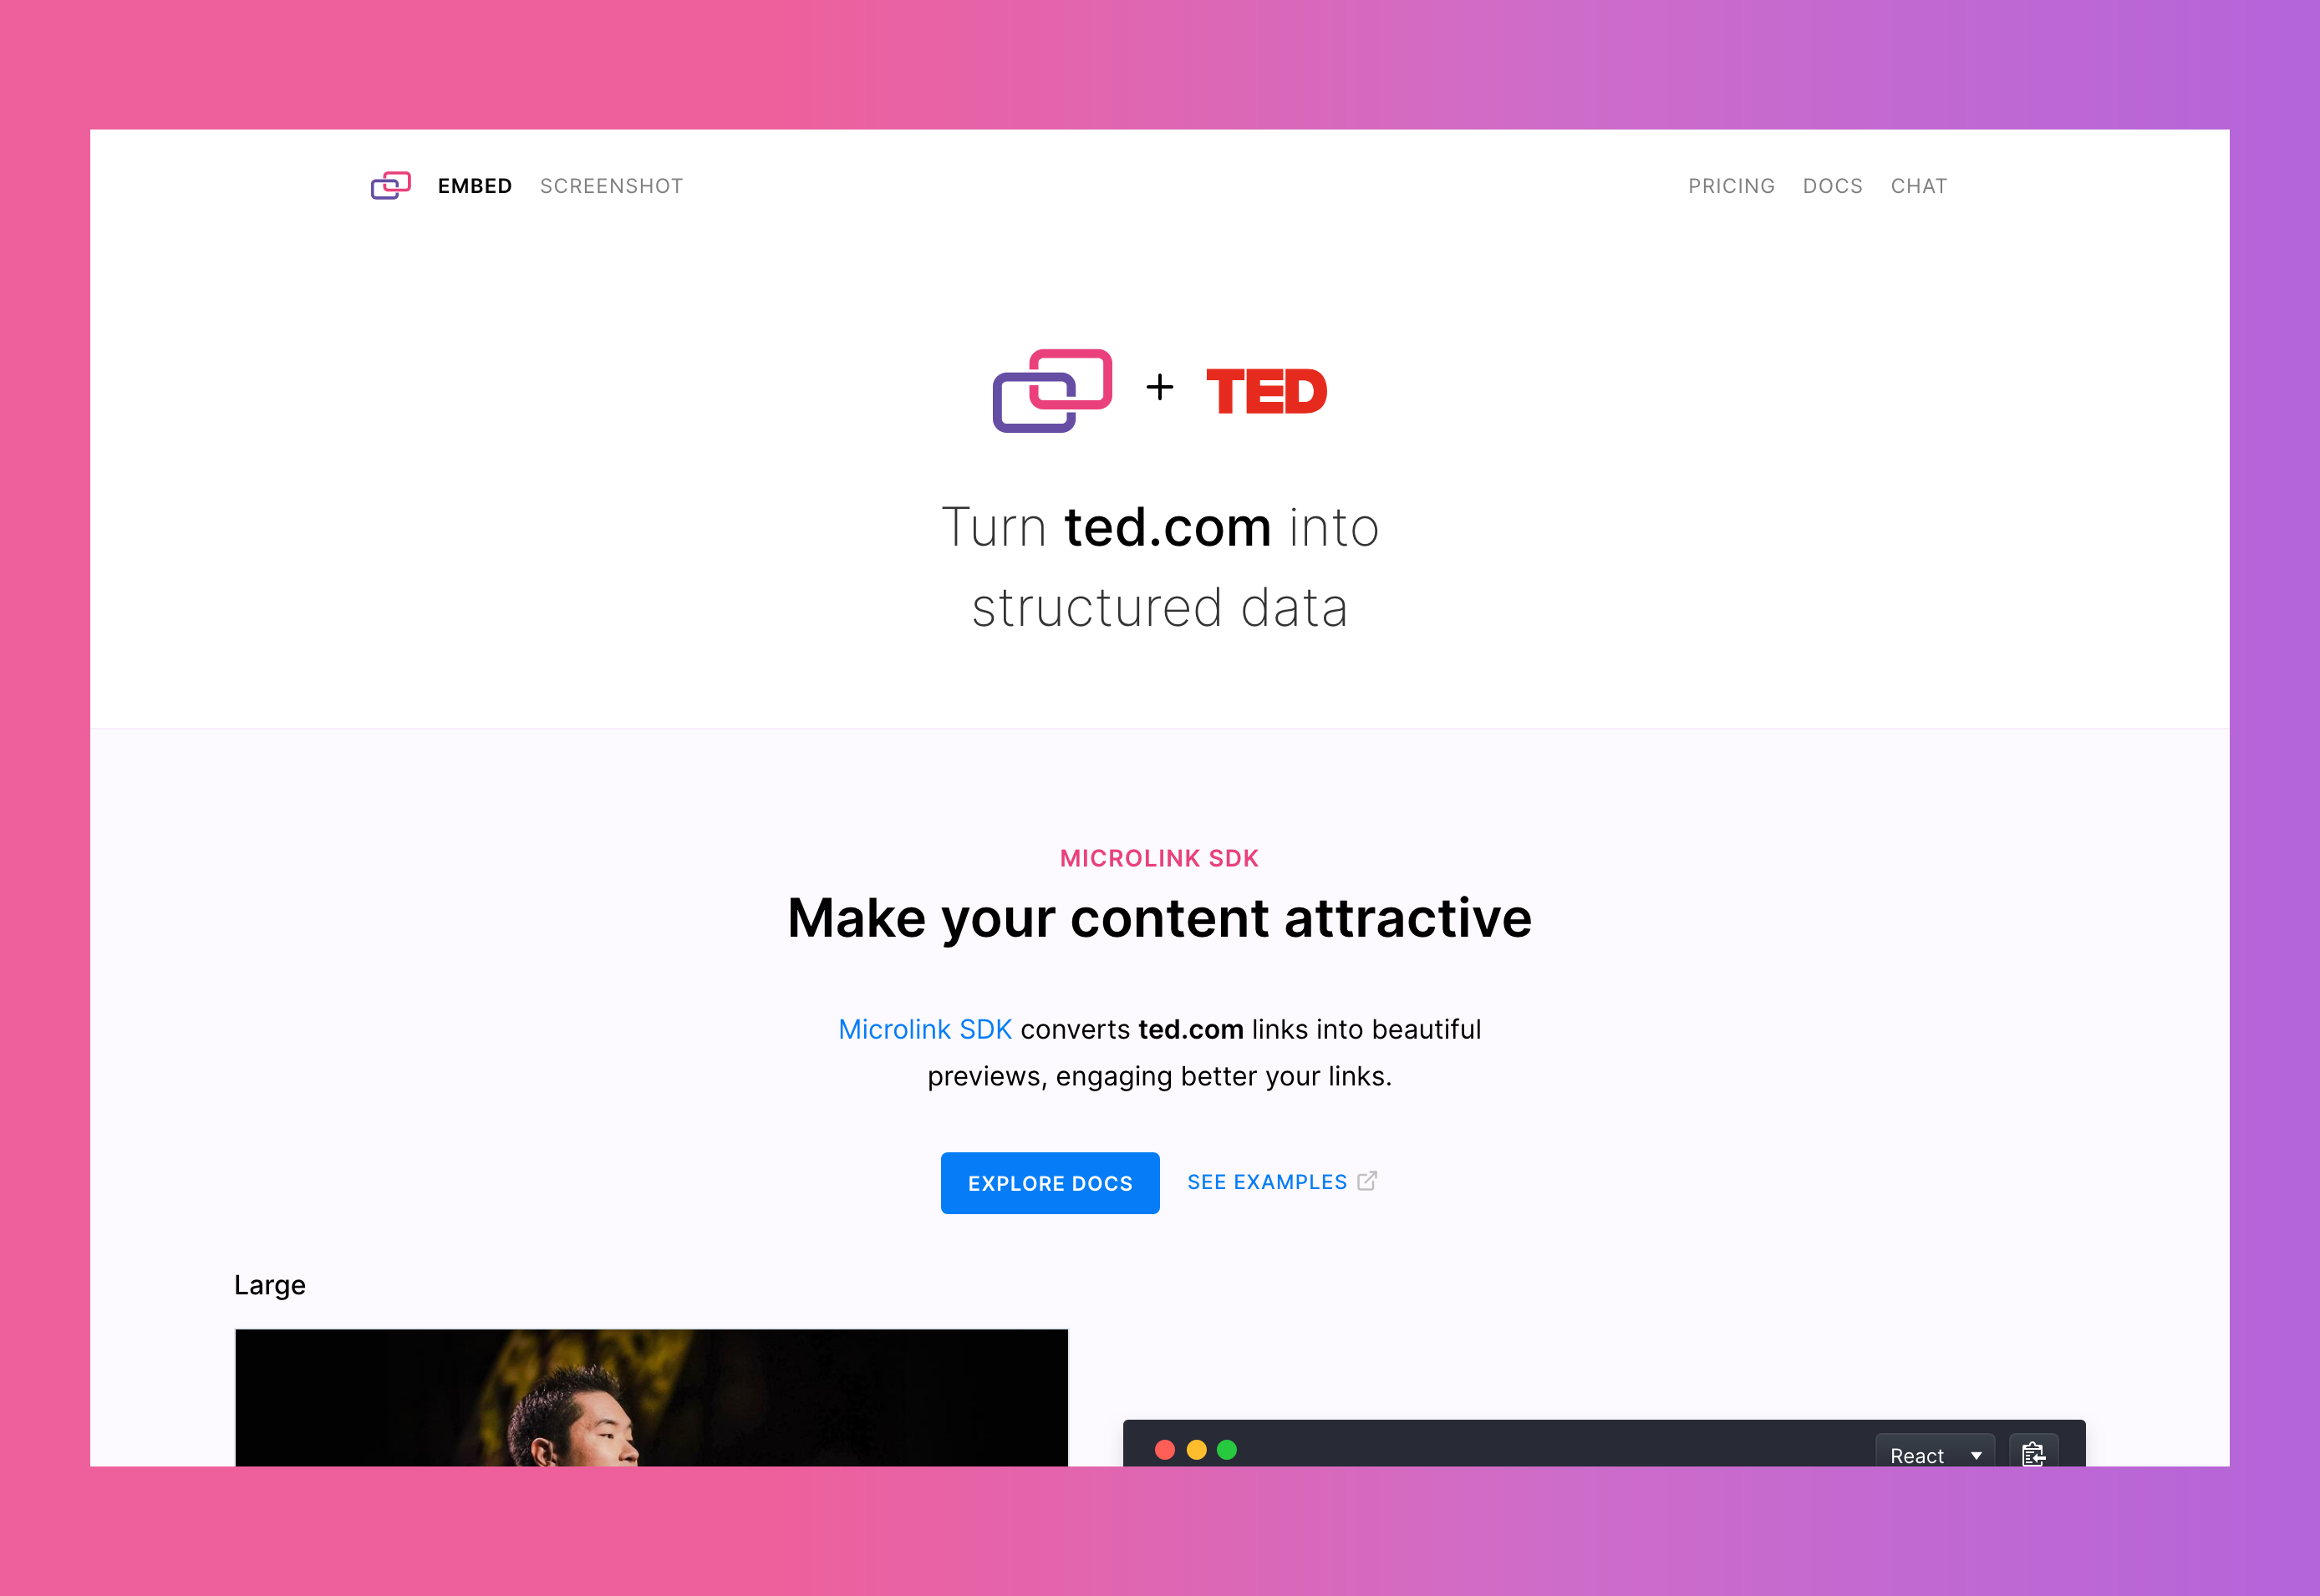 EMBED SCREENSHOT PRICING DOCS CHAT
+ TED
Turn ted.com into
structured data
MICROLINK SDK
Make your content attractive
Microlink SDK converts ted.com links into beautiful
previews, engaging better your links.
EXPLORE DOCS SEE EXAMPLES
Large
React